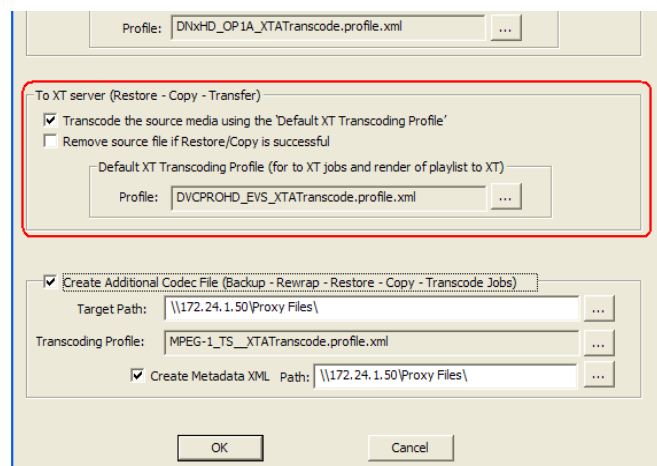 Profile: DNxHD_OP1A_XTATranscode.profile.xml ...
To XT server (Restore - Copy - Transfer)
Transcode the source media using the 'Default XT Transcoding Profile'
Remove source file if Restore/Copy is successful
Default XT Transcoding Profile (for to XT jobs and render of playlist to XT)
Profile: DVCPROHD_EVS_XTATranscode.profile.xml ...
Create Additional Codec File (Backup - Rewrap - Restore - Copy - Transcode Jobs)
Target Path: \\172.24.1.50\Proxy Files\ ...
Transcoding Profile: MPEG-1_TS__XTATranscode.profile.xml ...
Create Metadata XML Path: \\172.24.1.50\Proxy Files\ ...
OK Cancel